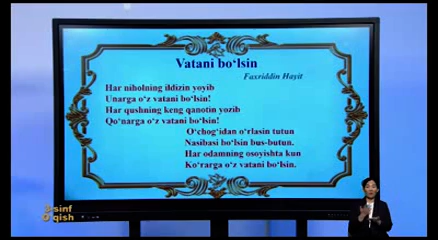 Vatani bo‘lsin
Faxriddin Hayit
Har niholning ildizin yoyib
Unarga o‘z vatani bo‘lsin!
Har qushning keng qanotin yozib
Qo‘narga o‘z vatani bo‘lsin!
O‘chog‘idan o‘rlasin tutun
Nasibasi bo‘lsin bus-butun.
Har odamning osoyishta kun
Ko‘rarga o‘z vatani bo‘lsin.
3-sinf
O‘qish